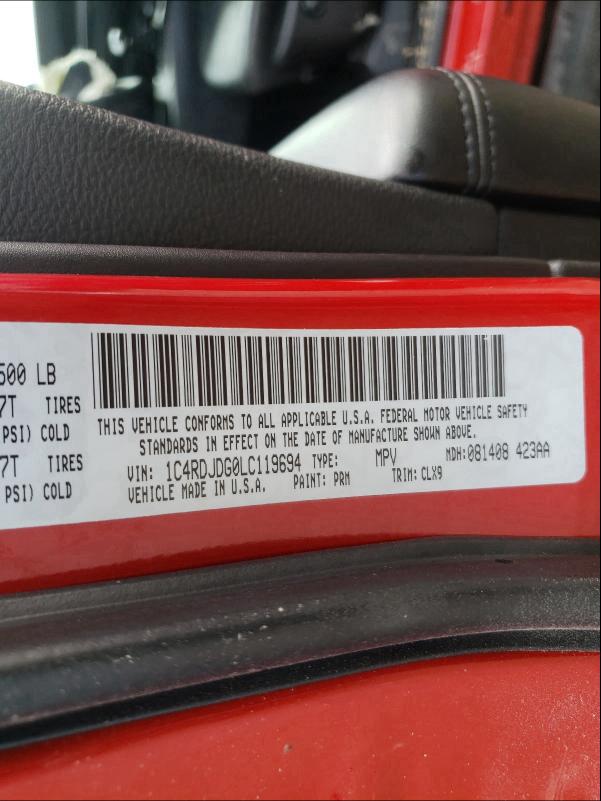 500 LB
7T TIRES
PSI) COLD
7T TIRES
PSI) COLD
THIS VEHICLE CONFORMS TO ALL APPLICABLE U.S.A. FEDERAL MOTOR VEHICLE SAFETY
STANDARDS IN EFFECT ON THE DATE OF MANUFACTURE SHOWN ABOVE.
VIN: 1C4RDJDG0LC119694 TYPE: MPV MDH:081408 423AA
VEHICLE MADE IN U.S.A. PAINT: PRM TRIM: CLX9